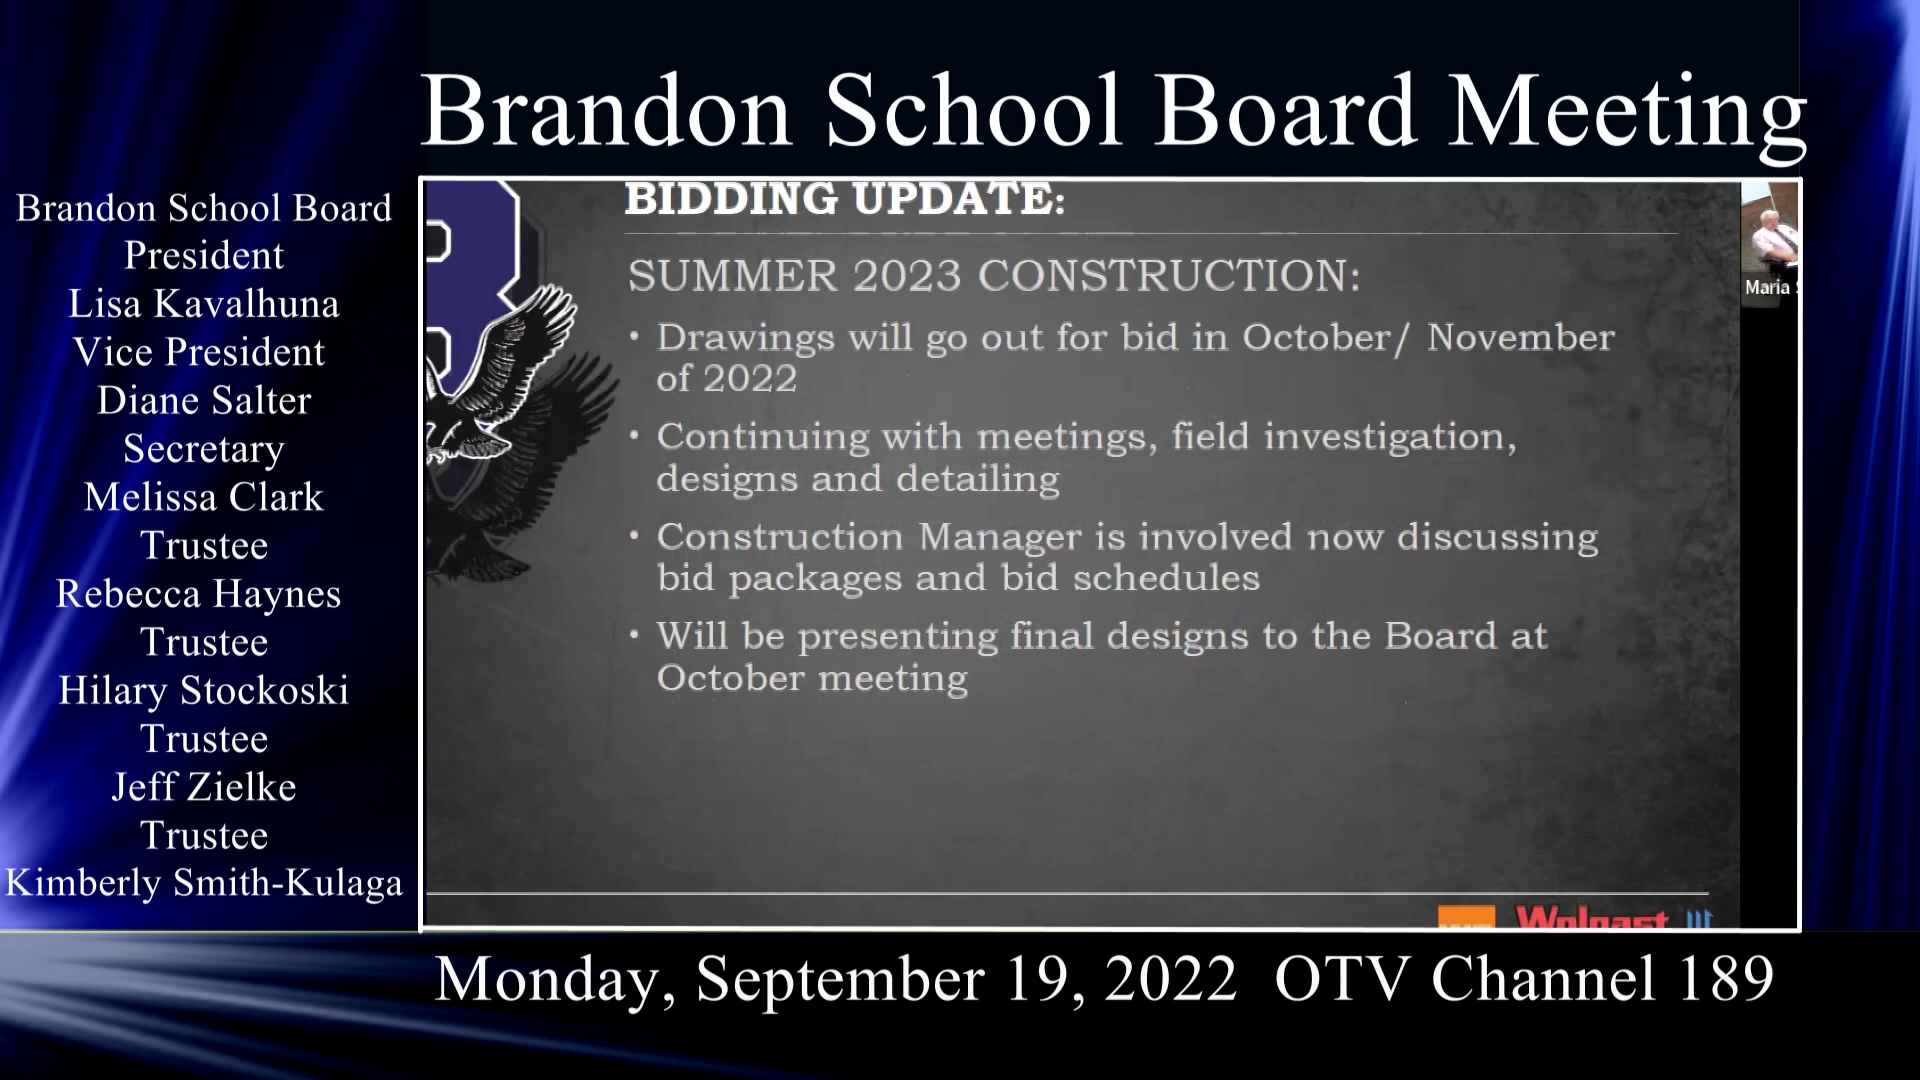 Brandon School Board Meeting
Brandon School Board
President
Lisa Kavalhuna
Vice President
Diane Salter
Secretary
Melissa Clark
Trustee
Rebecca Haynes
Trustee
Hilary Stockoski
Trustee
Jeff Zielke
Trustee
Kimberly Smith-Kulaga
BIDDING UPDATE:
SUMMER 2023 CONSTRUCTION:
• Drawings will go out for bid in October/ November
of 2022
• Continuing with meetings, field investigation,
designs and detailing
• Construction Manager is involved now discussing
bid packages and bid schedules
• Will be presenting final designs to the Board at
October meeting
Maria
Wolgast
Monday, September 19, 2022 OTV Channel 189